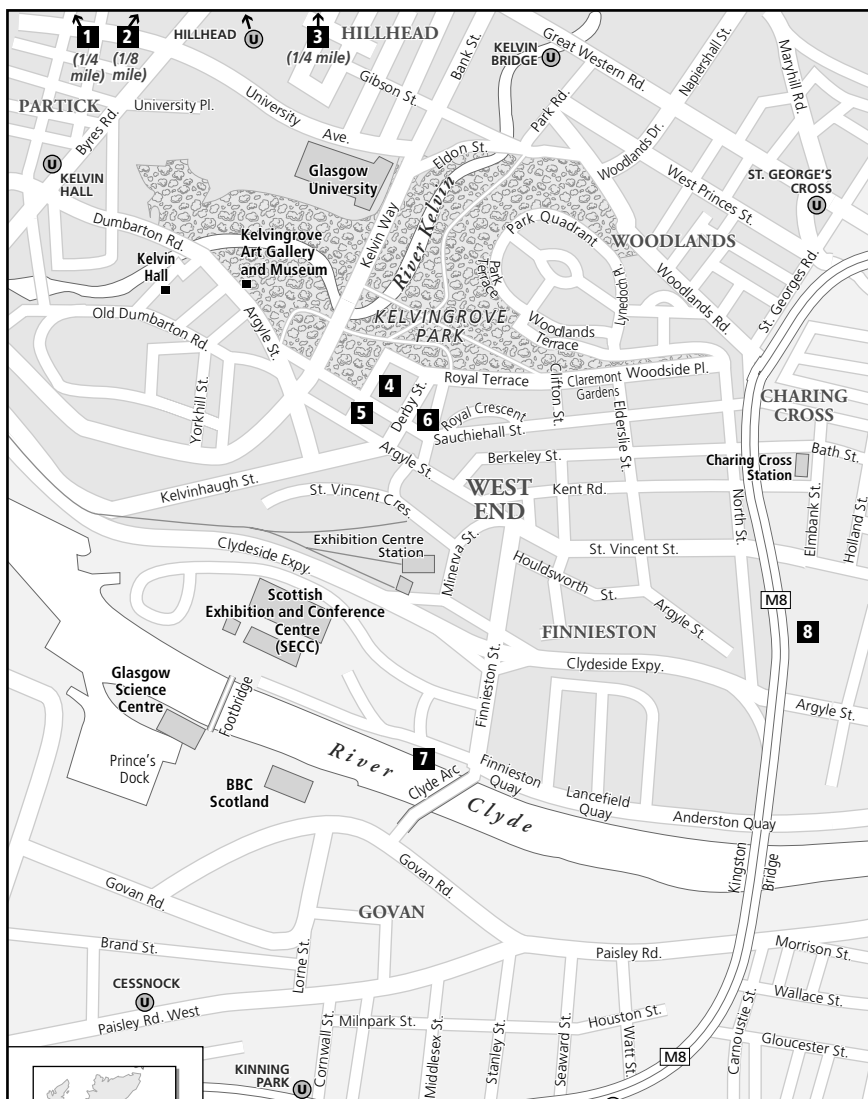 1
(1/4
mile)
2
(1/8
mile)
HILLHEAD
U
3
(1/4 mile)
HILLHEAD
KELVIN
BRIDGE
U
Great Western Rd.
Napiershall St.
Maryhill Rd.
Bank St.
Gibson St.
Park Rd.
PARTICK
Byres Rd.
University Pl.
University
Ave.
Eldon St.
Woodlands Dr.
West Princes St.
ST. GEORGE'S
CROSS
U
U
KELVIN
HALL
Glasgow
University
Kelvin Way
River Kelvin
Park Quadrant
Park
Terrace
Lynedoch Pl.
WOODLANDS
Dumbarton Rd.
Kelvingrove
Art Gallery
and Museum
Kelvin
Hall
Woodlands Rd.
St. Georges Rd.
Old Dumbarton Rd.
Argyle St.
KELVINGROVE
PARK
Woodlands
Terrace
Yorkhill St.
4
5
6
Derby St.
Royal Terrace
Clifton St.
Claremont
Gardens
Woodside Pl.
Elderslie St.
CHARING
CROSS
Royal Crescent
Sauchiehall St.
Argyle St.
Berkeley St.
Bath St.
Charing Cross
Station
Kelvinhaugh St.
St. Vincent Cres.
WEST
END
Kent Rd.
North St.
Elmbank St.
Holland St.
Exhibition Centre
Station
Minerva St.
St. Vincent St.
Clydeside Expy.
Houldsworth
St.
Argyle St.
Scottish
Exhibition and Conference
Centre
(SECC)
FINNIESTON
M8
8
Finnieston St.
Clydeside Expy.
Argyle St.
Glasgow
Science
Centre
Footbridge
Prince's
Dock
BBC
Scotland
River
Clyde
7
Clyde Arc
Finnieston
Quay
Lancefield
Quay
Anderston Quay
Kingston
Bridge
Govan Rd.
Govan Rd.
GOVAN
Brand St.
Lorne St.
Paisley Rd.
Morrison St.
CESSNOCK
U
Paisley Rd. West
Cornwall St.
Milnpark St.
Middlesex St.
Stanley St.
Seaward St.
Houston St.
Watt St.
Carnoustie St.
Wallace St.
Gloucester St.
M8
KINNING
PARK
U